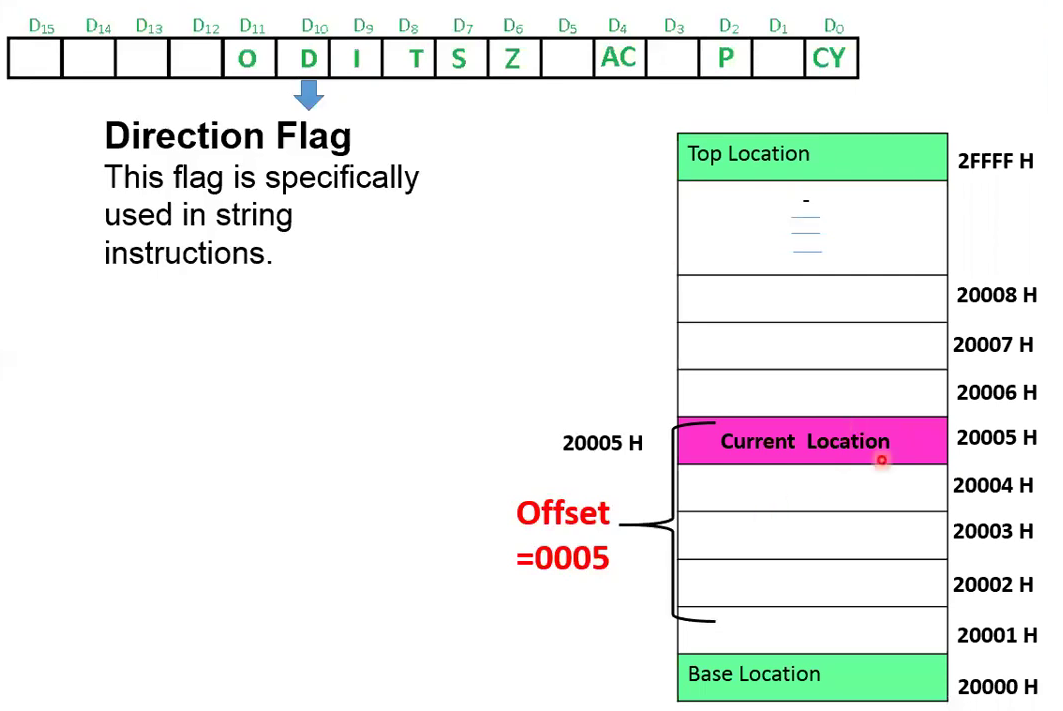 D15 D14 D13 D12 D11 D10 D9 D8 D7 D6 D5 D4 D3 D2 D1 D0
O D I T S Z AC P CY
Direction Flag
This flag is specifically
used in string
instructions.
Top Location 2FFFF H
-
20008 H
20007 H
20006 H
20005 H Current Location 20005 H
20004 H
Offset
=0005
20003 H
20002 H
20001 H
Base Location 20000 H